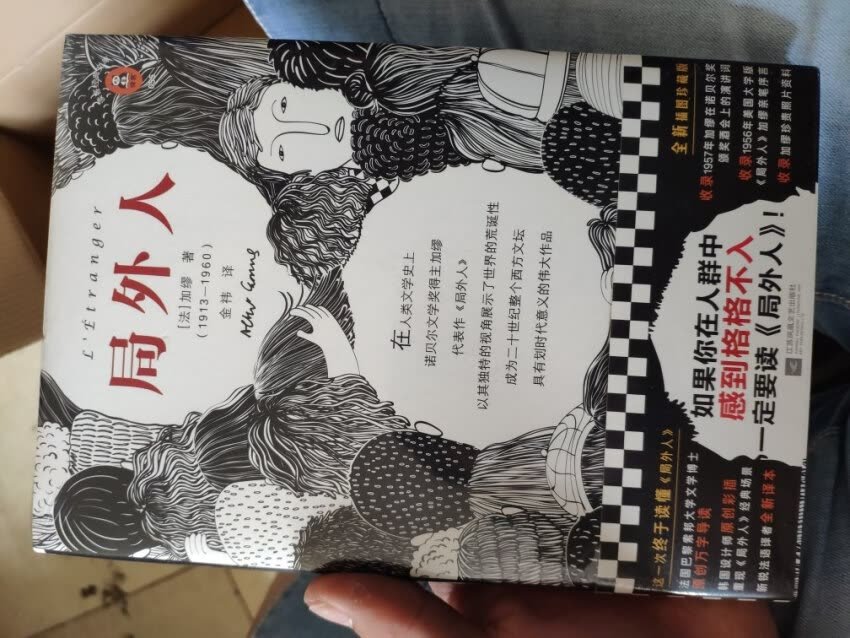 L'Étranger
局外人
[法]加缪 著
(1913—1960)
金祎 译
在人类文学史上
诺贝尔文学奖得主加缪
代表作《局外人》
以其独特的视角展示了世界的荒诞性
成为二十世纪整个西方文坛
具有划时代意义的伟大作品
全新插图珍藏版
收录1957年加缪在诺贝尔奖
颁奖酒会上的演讲词
收录1956年美国大学版
《局外人》加缪亲笔序言
收录加缪珍贵照片资料
如果你在人群中
感到格格不入
一定要读《局外人》!
江苏凤凰文艺出版社
这一次终于读懂《局外人》
法国巴黎索邦大学文学博士
原创万字导读
韩国设计师原创彩插
重现《局外人》经典场景
新锐法语译者全新译本